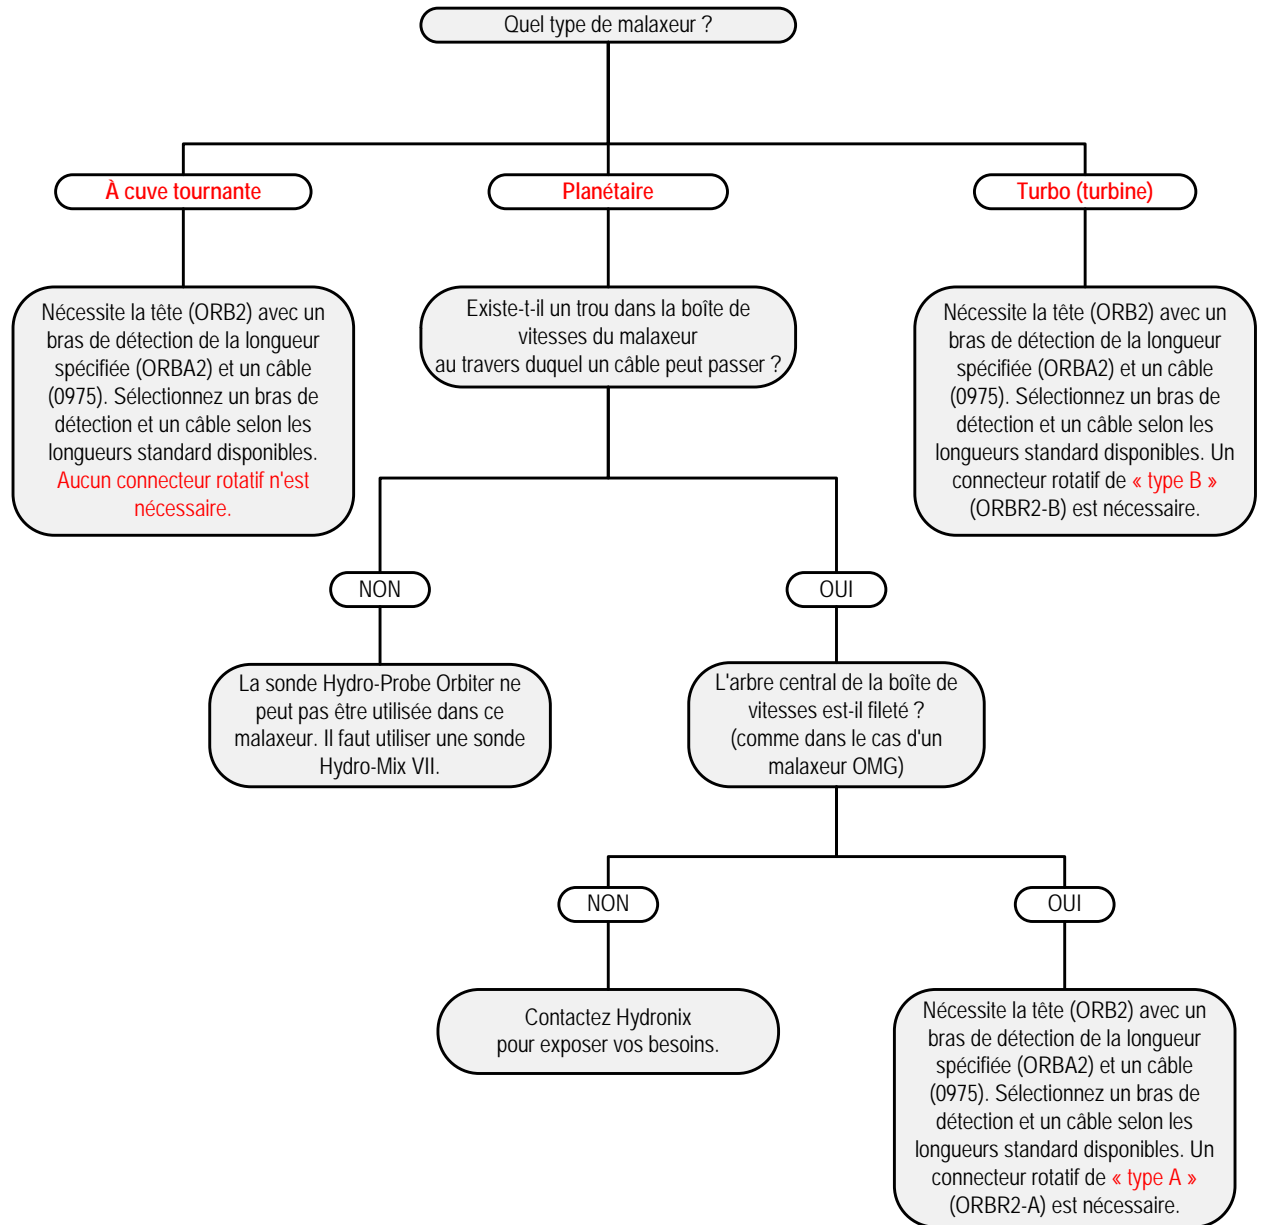 Quel type de malaxeur ?
À cuve tournante
Planétaire
Turbo (turbine)
Nécessite la tête (ORB2) avec un
bras de détection de la longueur
spécifiée (ORBA2) et un câble
(0975). Sélectionnez un bras de
détection et un câble selon les
longueurs standard disponibles.
Aucun connecteur rotatif n'est
nécessaire.
Existe-t-il un trou dans la boîte de
vitesses du malaxeur
au travers duquel un câble peut passer ?
Nécessite la tête (ORB2) avec un
bras de détection de la longueur
spécifiée (ORBA2) et un câble
(0975). Sélectionnez un bras de
détection et un câble selon les
longueurs standard disponibles. Un
connecteur rotatif de « type B »
(ORBR2-B) est nécessaire.
NON
OUI
La sonde Hydro-Probe Orbiter ne
peut pas être utilisée dans ce
malaxeur. Il faut utiliser une sonde
Hydro-Mix VII.
L'arbre central de la boîte de
vitesses est-il fileté ?
(comme dans le cas d'un
malaxeur OMG)
NON
OUI
Contactez Hydronix
pour exposer vos besoins.
Nécessite la tête (ORB2) avec un
bras de détection de la longueur
spécifiée (ORBA2) et un câble
(0975). Sélectionnez un bras de
détection et un câble selon les
longueurs standard disponibles. Un
connecteur rotatif de « type A »
(ORBR2-A) est nécessaire.